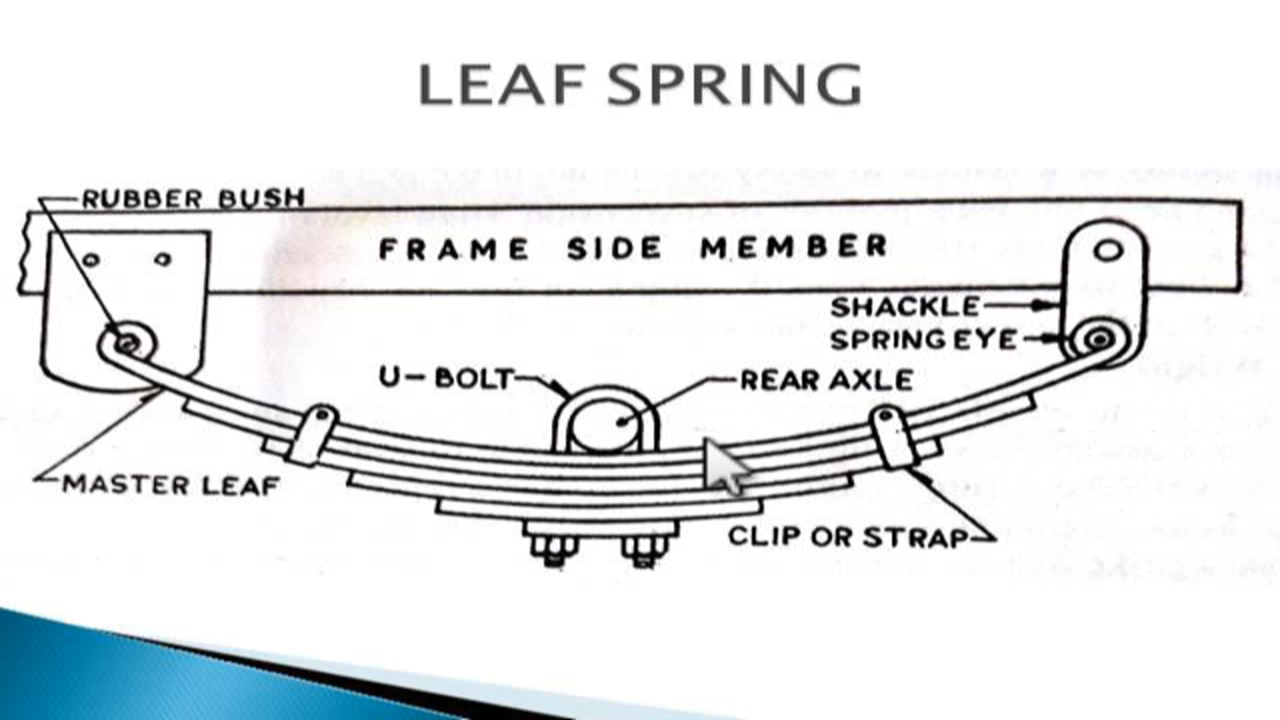 LEAF SPRING
RUBBER BUSH
FRAME SIDE MEMBER
SHACKLE
SPRING EYE
U-BOLT
REAR AXLE
MASTER LEAF
CLIP OR STRAP